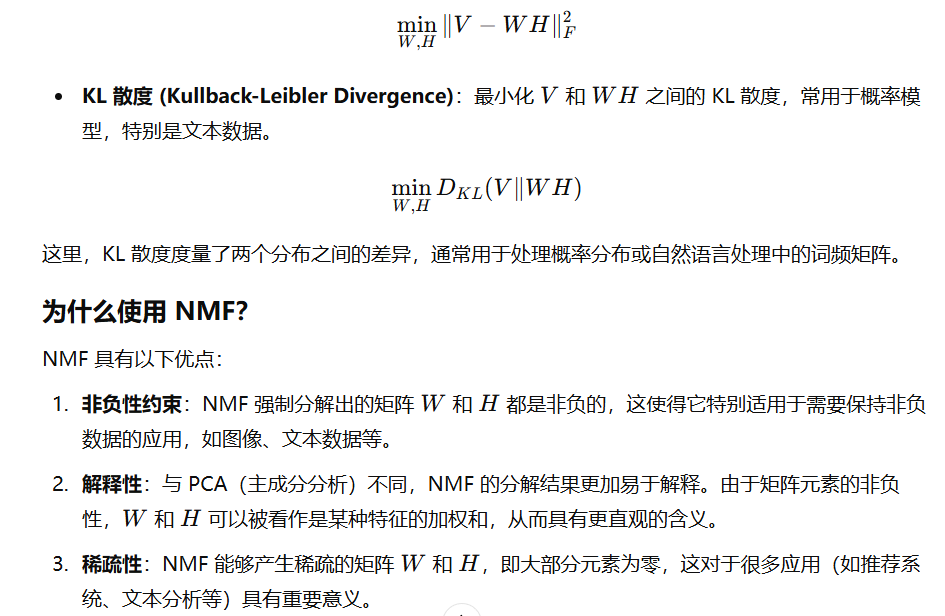 min_{W,H} ‖V − WH‖_F^2
• KL 散度 (Kullback-Leibler Divergence)：最小化 V 和 WH 之间的 KL 散度，常用于概率模
型，特别是文本数据。
min_{W,H} D_{KL}(V‖WH)
这里，KL 散度度量了两个分布之间的差异，通常用于处理概率分布或自然语言处理中的词频矩阵。
为什么使用 NMF？
NMF 具有以下优点：
1. 非负性约束：NMF 强制分解出的矩阵 W 和 H 都是非负的，这使得它特别适用于需要保持非负
数据的应用，如图像、文本数据等。
2. 解释性：与 PCA（主成分分析）不同，NMF 的分解结果更加易于解释。由于矩阵元素的非负
性，W 和 H 可以被看作是某种特征的加权和，从而具有更直观的含义。
3. 稀疏性：NMF 能够产生稀疏的矩阵 W 和 H，即大部分元素为零，这对于很多应用（如推荐系
统、文本分析等）具有重要意义。